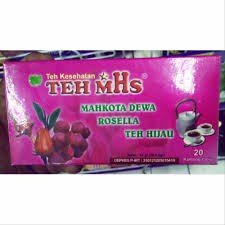 Teh Kesehatan
TEH MHS
MAHKOTA DEWA
ROSELLA
TEH HIJAU
20